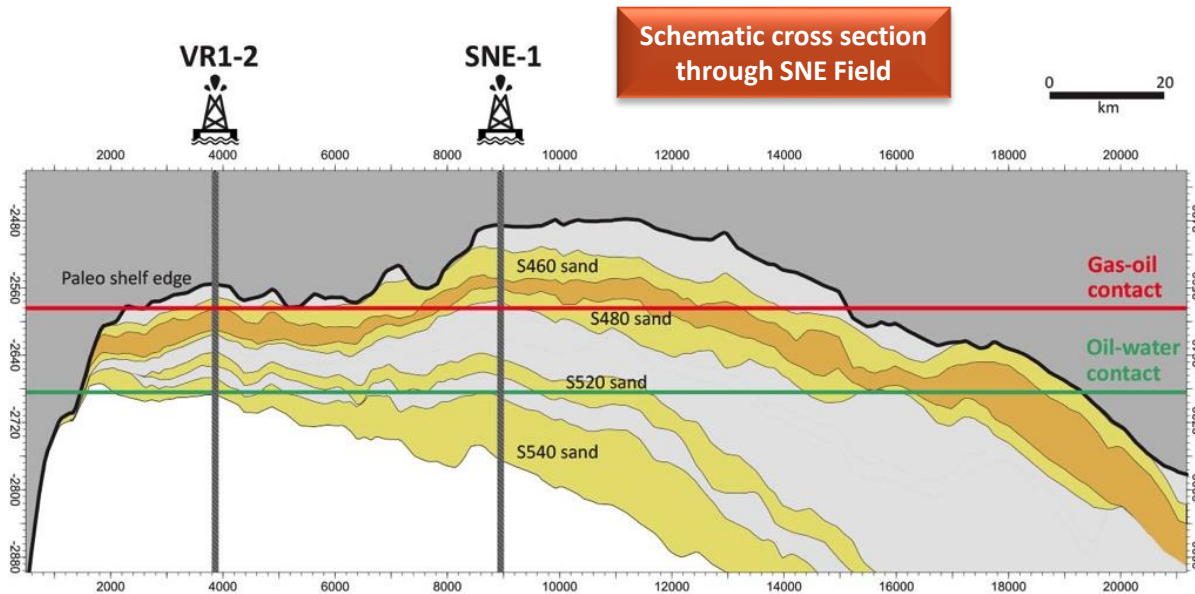 Schematic cross section
through SNE Field
VR1-2
SNE-1
0 20
km
2000 4000 6000 8000 10000 12000 14000 16000 18000 20000
-2480
-2560
-2640
-2720
-2800
-2880
Paleo shelf edge
S460 sand
Gas-oil
contact
S480 sand
Oil-water
contact
S520 sand
S540 sand
2000 4000 6000 8000 10000 12000 14000 16000 18000 20000